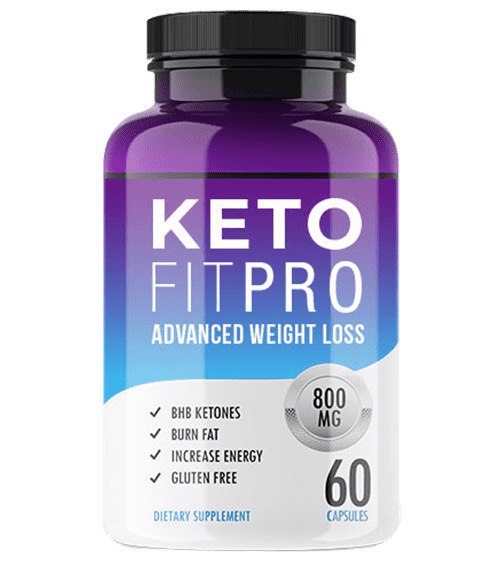 KETO
FITPRO
ADVANCED WEIGHT LOSS
✓ BHB KETONES
✓ BURN FAT
✓ INCREASE ENERGY
✓ GLUTEN FREE
800
MG
DIETARY SUPPLEMENT
60
CAPSULES